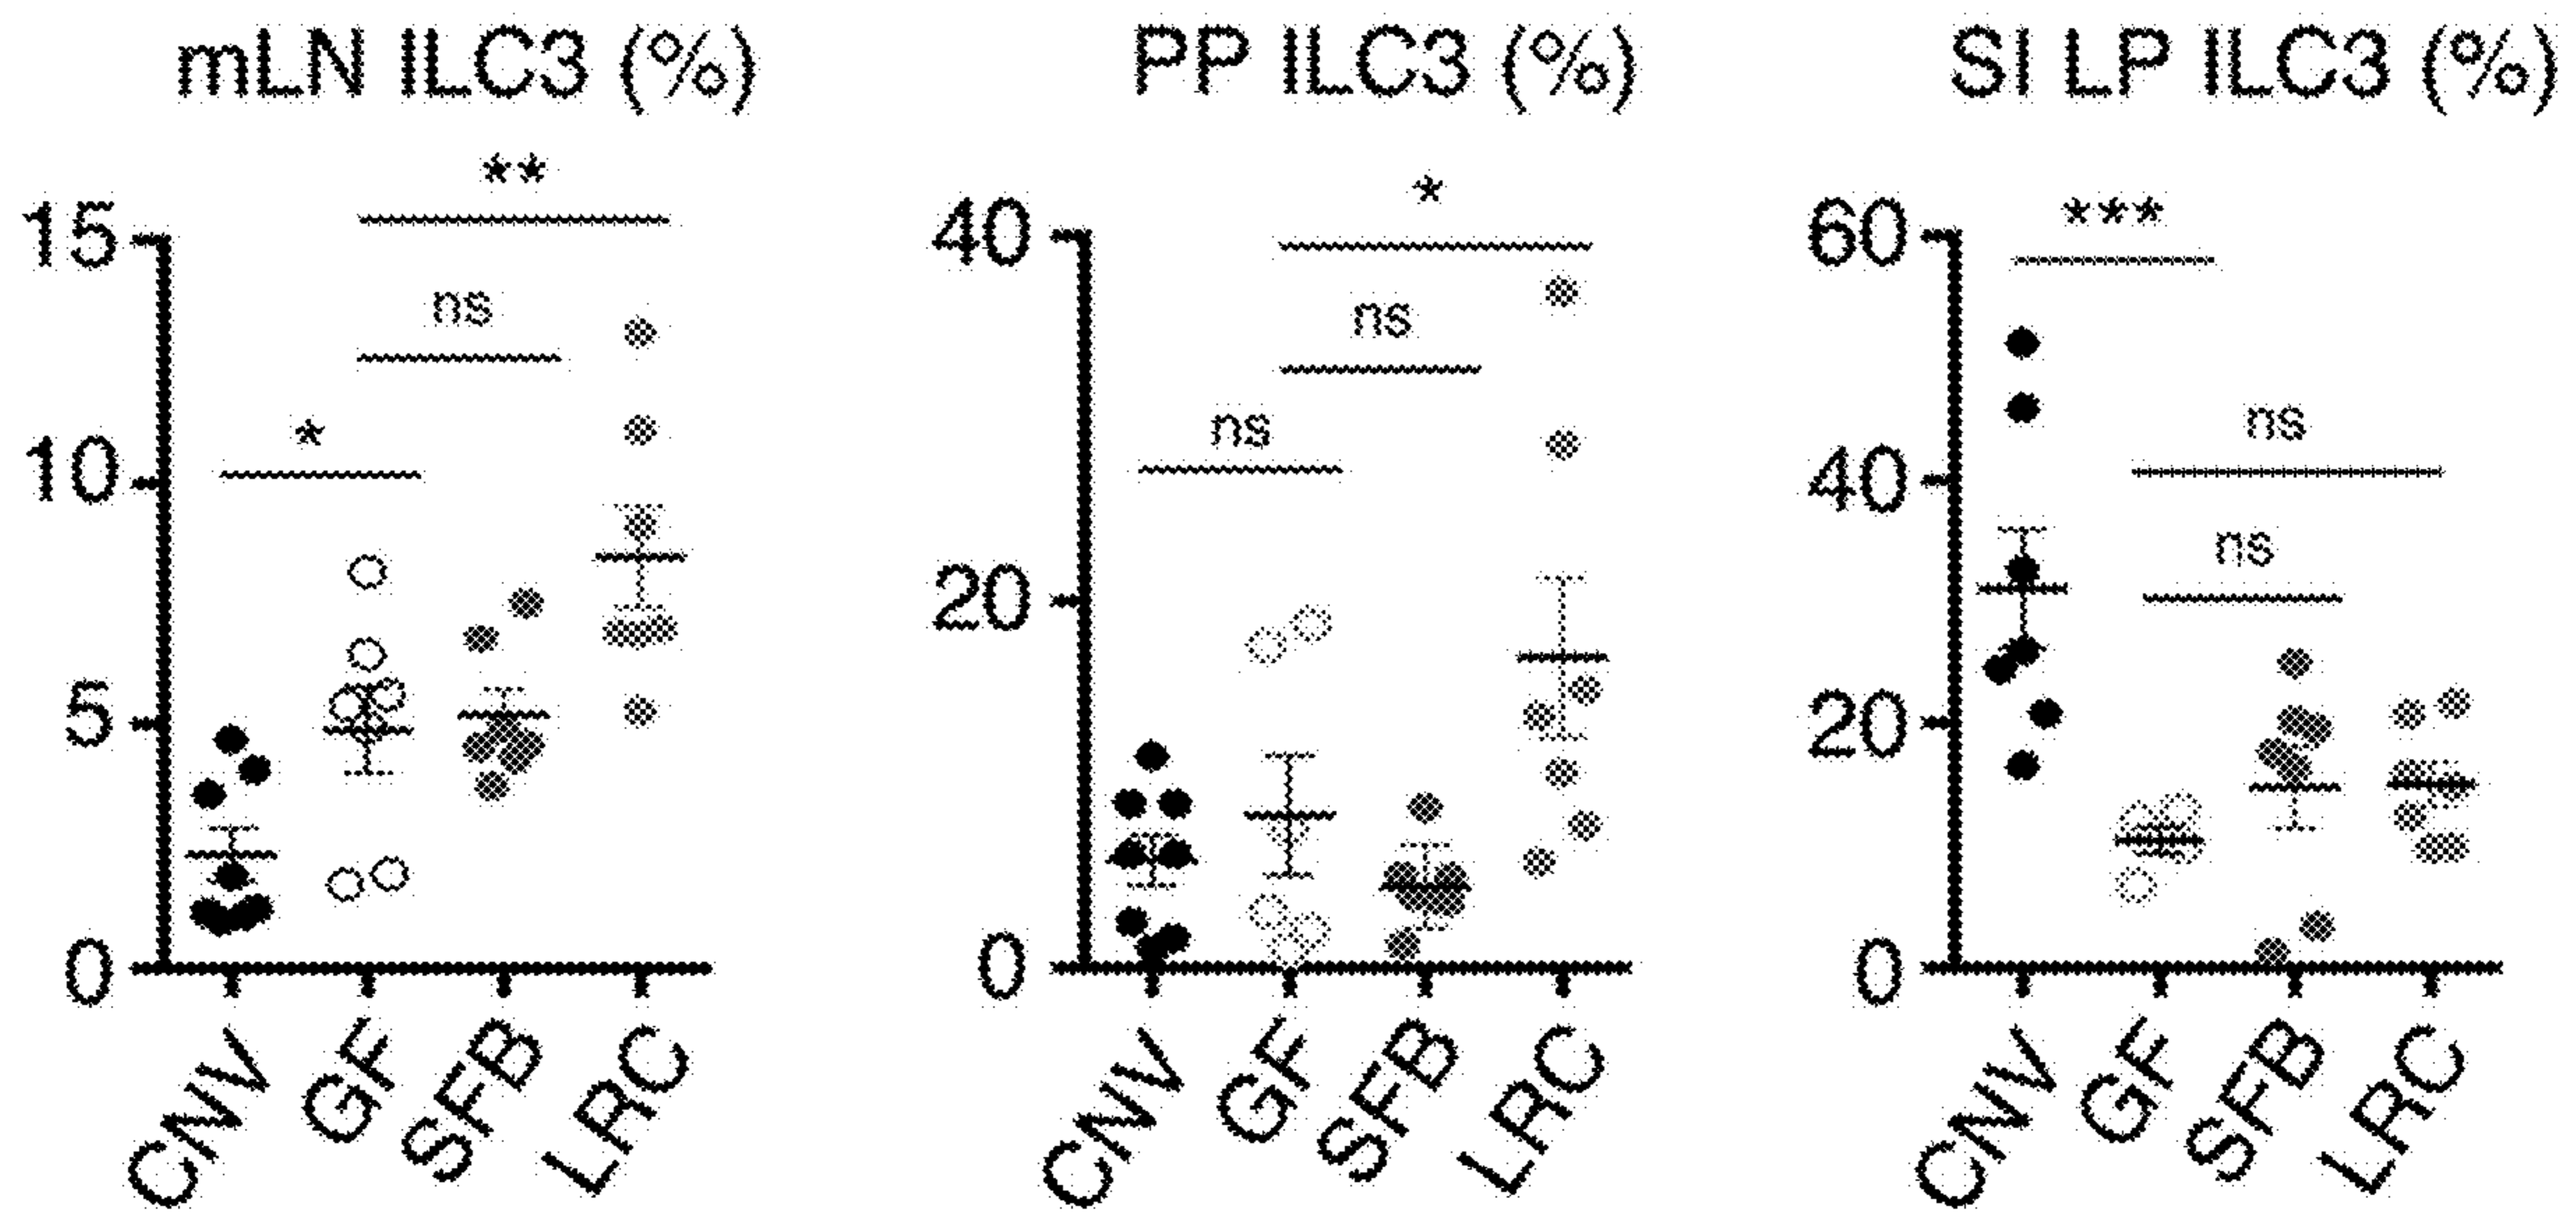 mLN ILC3 (%)
**
15
ns
10
*
5
0
CNV
GF
SFB
LRC
PP ILC3 (%)
*
40
ns
ns
20
0
CNV
GF
SFB
LRC
SI LP ILC3 (%)
***
60
ns
40
ns
20
0
CNV
GF
SFB
LRC